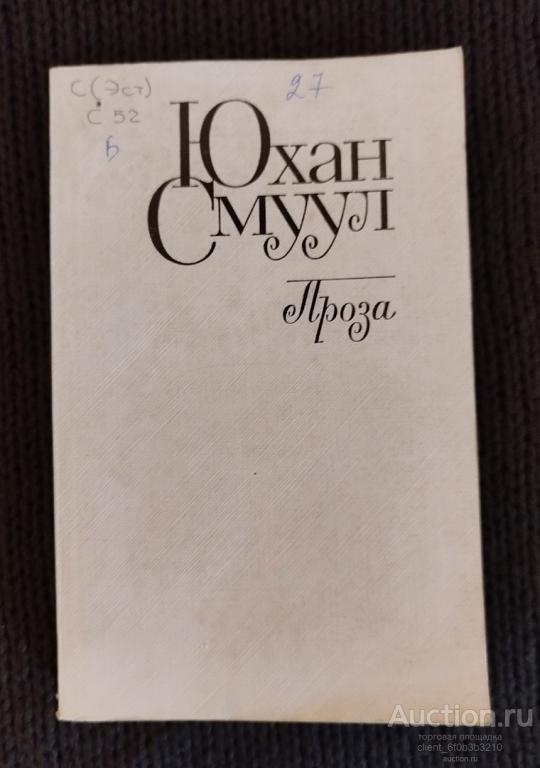 С(Эст)
27
С 52
Б
Юхан
Смуул
Проза
Auction.ru
торговая площадка
client_6f0b3b3210
auction.ru